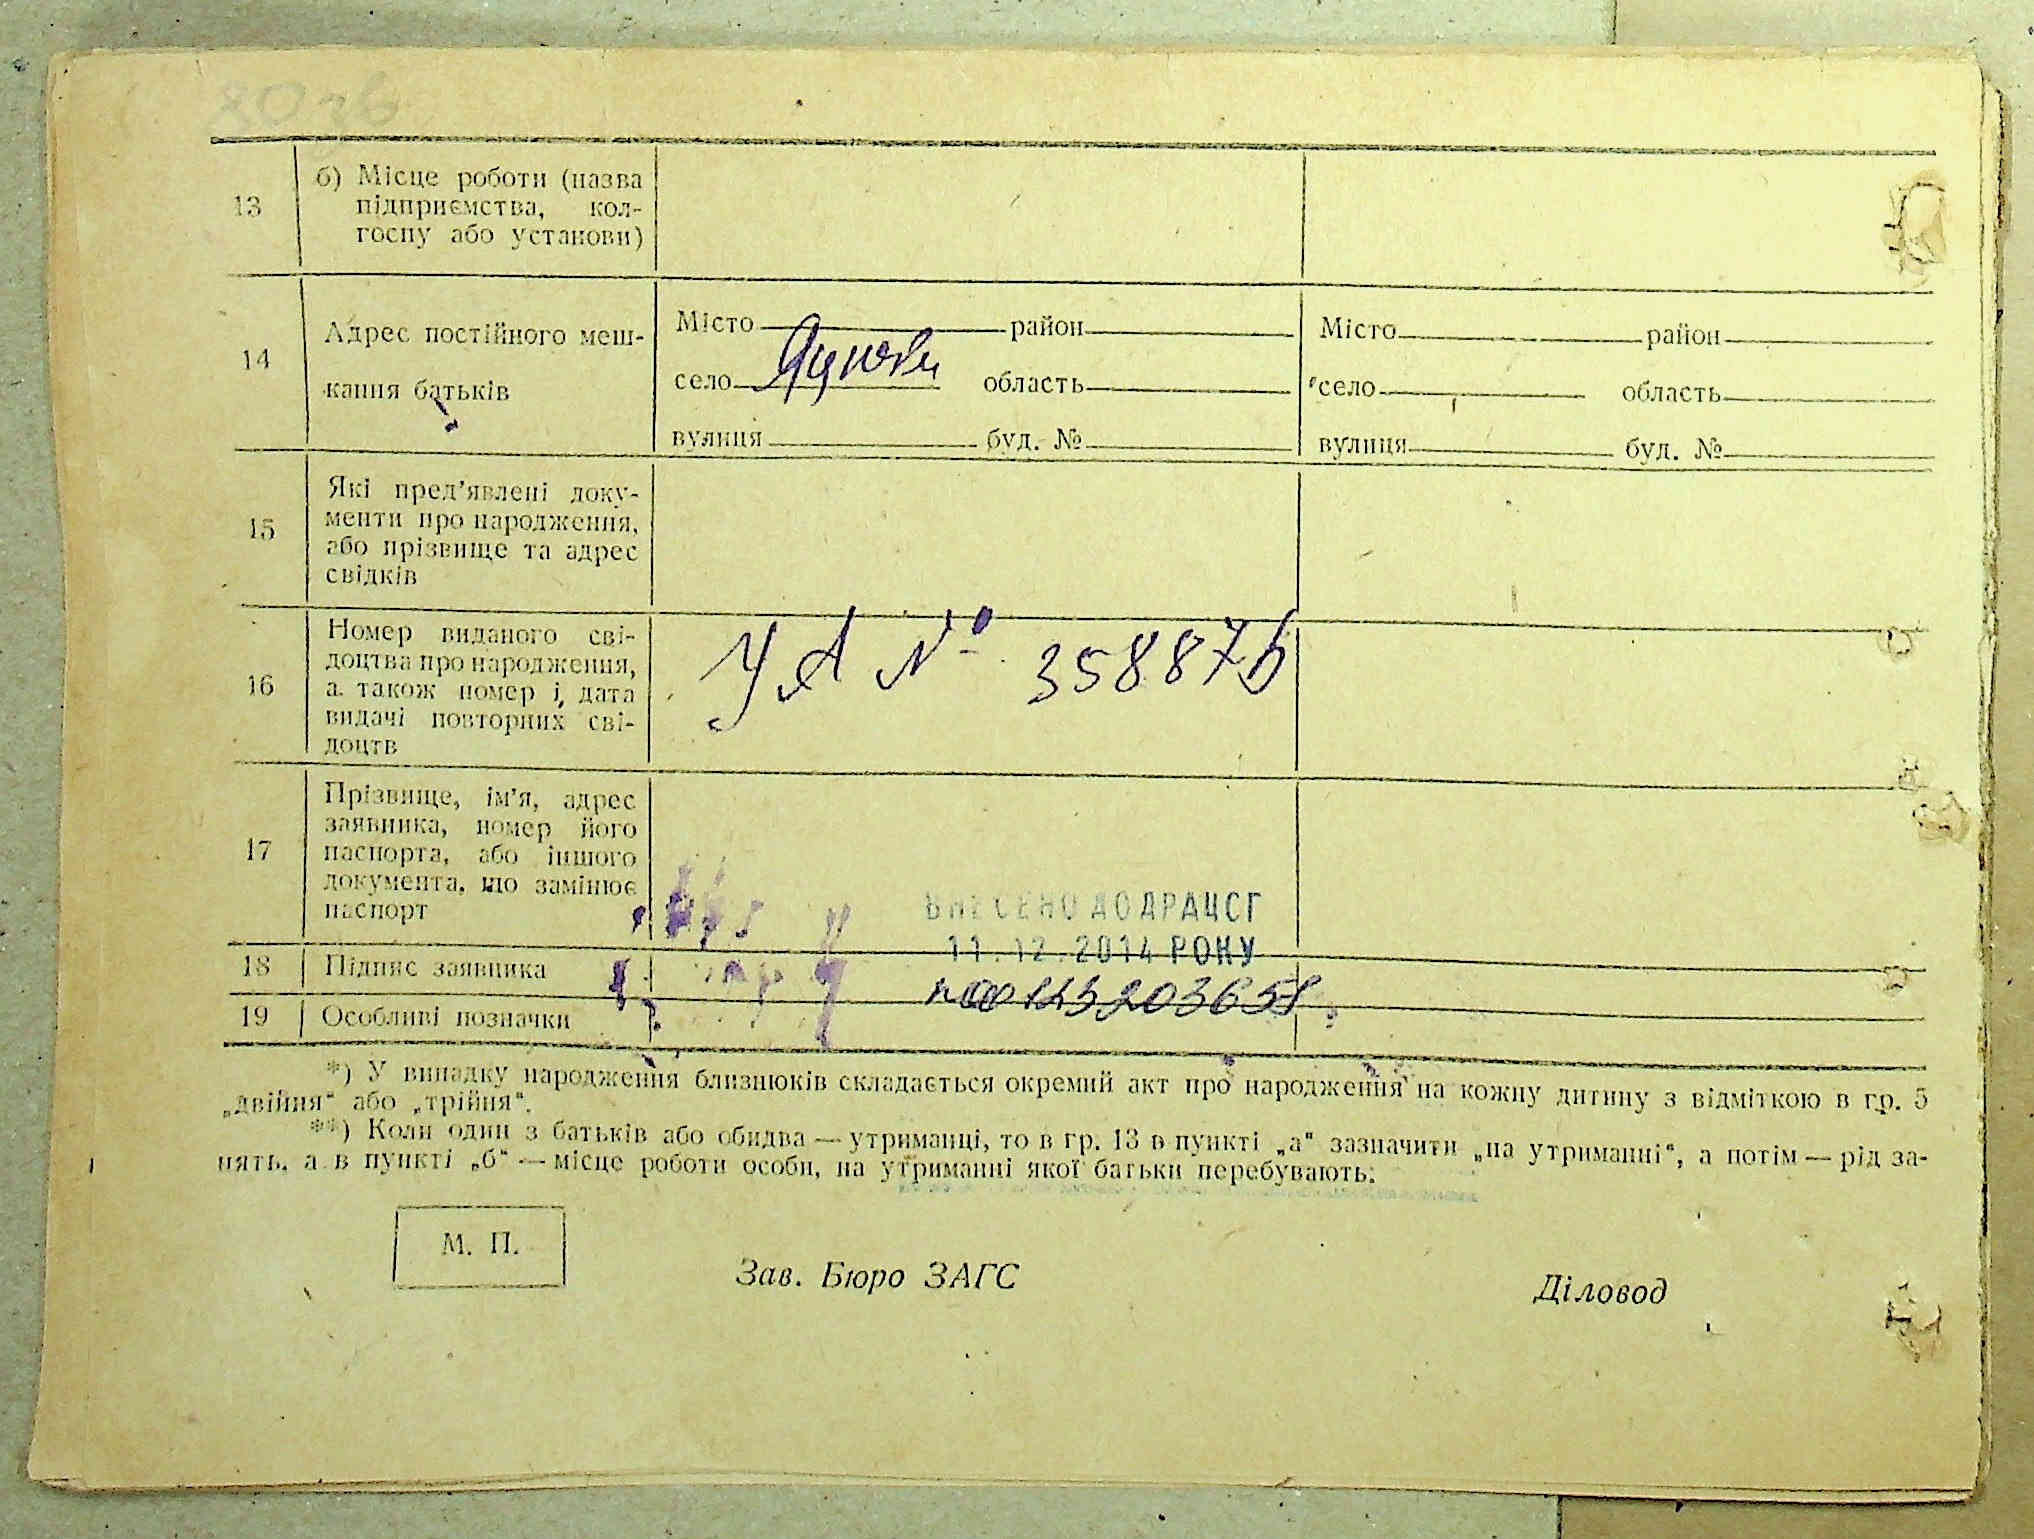 80 зв
13
б) Місце роботи (назва
підприємства, кол-
госпу або установи)
14
Адрес постійного меш-
кання батьків
Місто район
село область
вулиця буд. №
Місто район
село область
вулиця буд. №
15
Які пред'явлені доку-
менти про народження,
або прізвище та адрес
свідків
16
Номер виданого сві-
доцтва про народження,
а також номер і дата
видачі повторних сві-
доцтв
УА № 358876
17
Прізвище, ім'я, адрес
заявника, номер його
паспорта, або іншого
документа, що замінює
паспорт
ВНЕСЕНО ДО ДРАЦСГ
11.12.2014 РОКУ
18
Підпис заявника
19
Особливі позначки
*) У випадку народження близнюків складається окремий акт про народження на кожну дитину з відміткою в гр. 5
„двійня“ або „трійня“.
**) Коли один з батьків або обидва — утриманці, то в гр. 13 в пункті „а“ зазначити „на утриманні“, а потім — рід за-
нять, а в пункті „б“ — місце роботи особи, на утриманні якої батьки перебувають.
М. П.
Зав. Бюро ЗАГС
Діловод